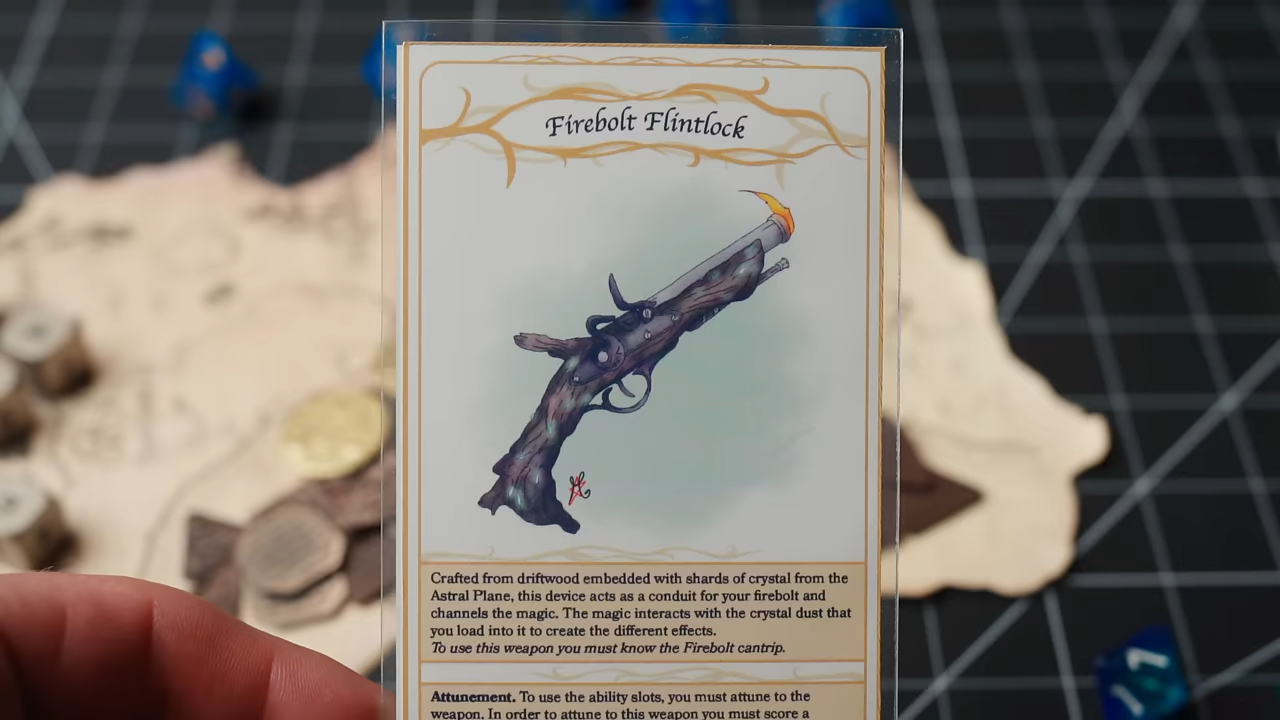 Firebolt Flintlock
Crafted from driftwood embedded with shards of crystal from the
Astral Plane, this device acts as a conduit for your firebolt and
channels the magic. The magic interacts with the crystal dust that
you load into it to create the different effects.
To use this weapon you must know the Firebolt cantrip.
Attunement. To use the ability slots, you must attune to the
weapon. In order to attune to this weapon you must score a